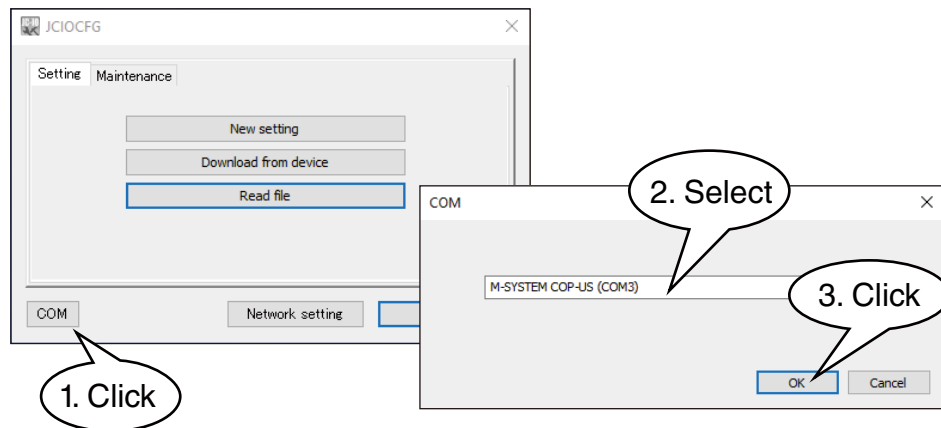 JCIOCFG
Setting Maintenance
New setting
Download from device
Read file
COM
Network setting
1. Click
COM
2. Select
M-SYSTEM COP-US (COM3)
3. Click
OK Cancel